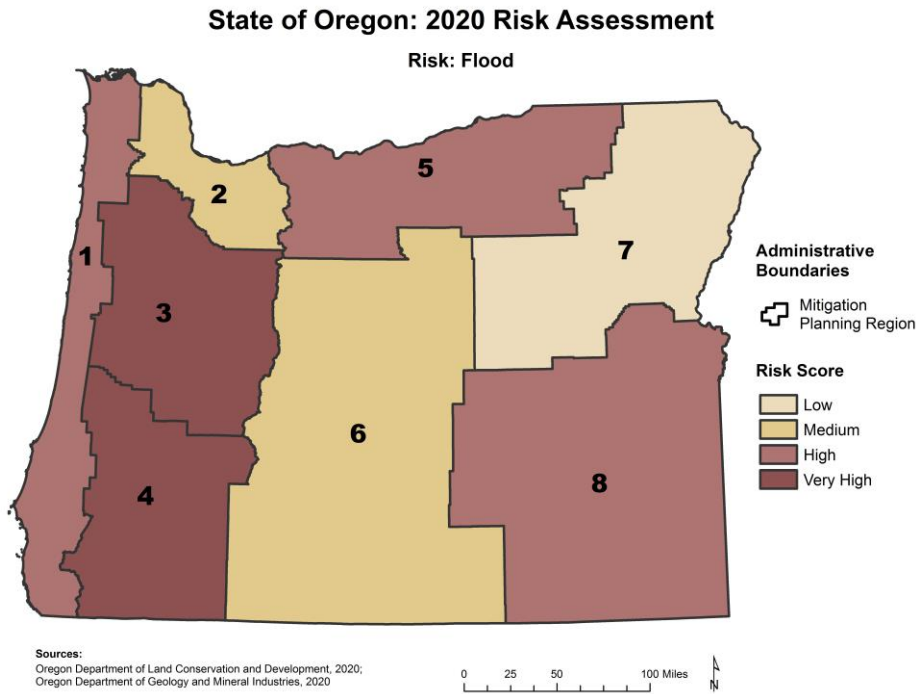 State of Oregon: 2020 Risk Assessment
Risk: Flood
5
2
1
7
3
6
8
4
Administrative
Boundaries
Mitigation
Planning Region
Risk Score
Low
Medium
High
Very High
Sources:
Oregon Department of Land Conservation and Development, 2020;
Oregon Department of Geology and Mineral Industries, 2020
0 25 50 100 Miles
N